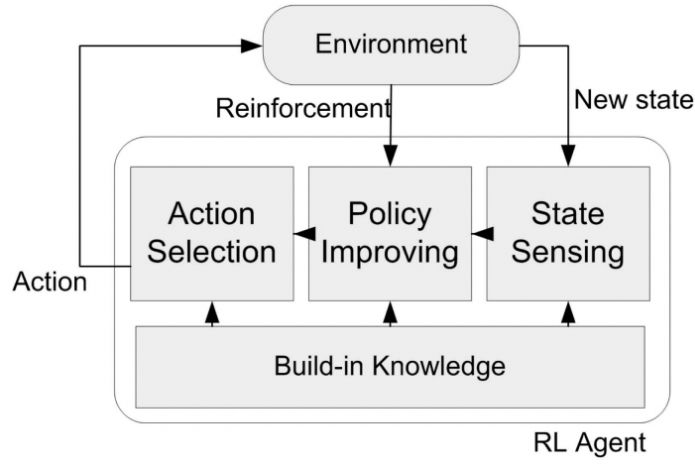 Environment
Reinforcement
New state
Action
Selection
Policy
Improving
State
Sensing
Action
Build-in Knowledge
RL Agent